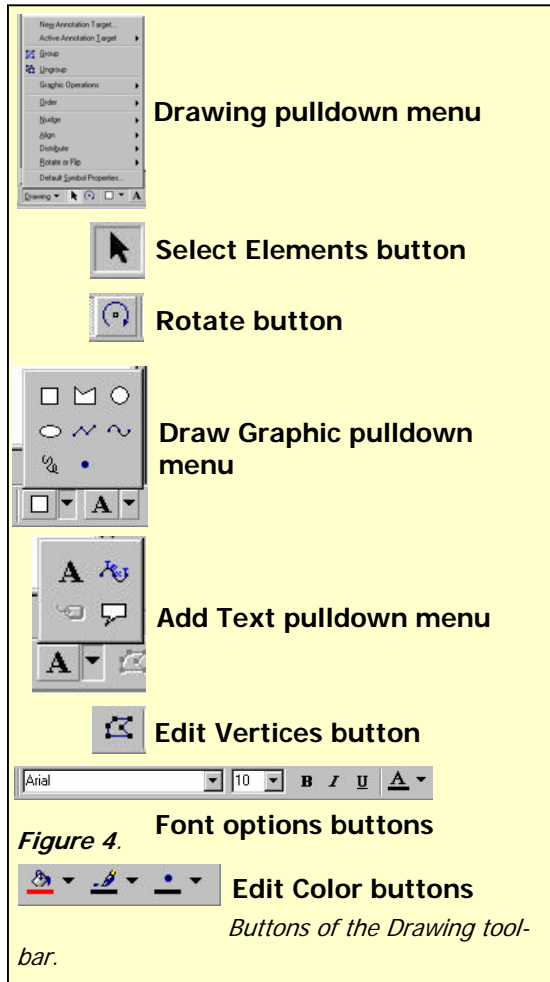 New Annotation Target...
Active Annotation Target
Group
Ungroup
Graphic Operations
Order
Nudge
Align
Distribute
Rotate or Flip
Default Symbol Properties...
Drawing A
Drawing pulldown menu
Select Elements button
Rotate button
Draw Graphic pulldown
menu
A
A
Add Text pulldown menu
A
Edit Vertices button
Arial 10 B I U A
Font options buttons
Figure 4.
Edit Color buttons
Buttons of the Drawing tool-
bar.